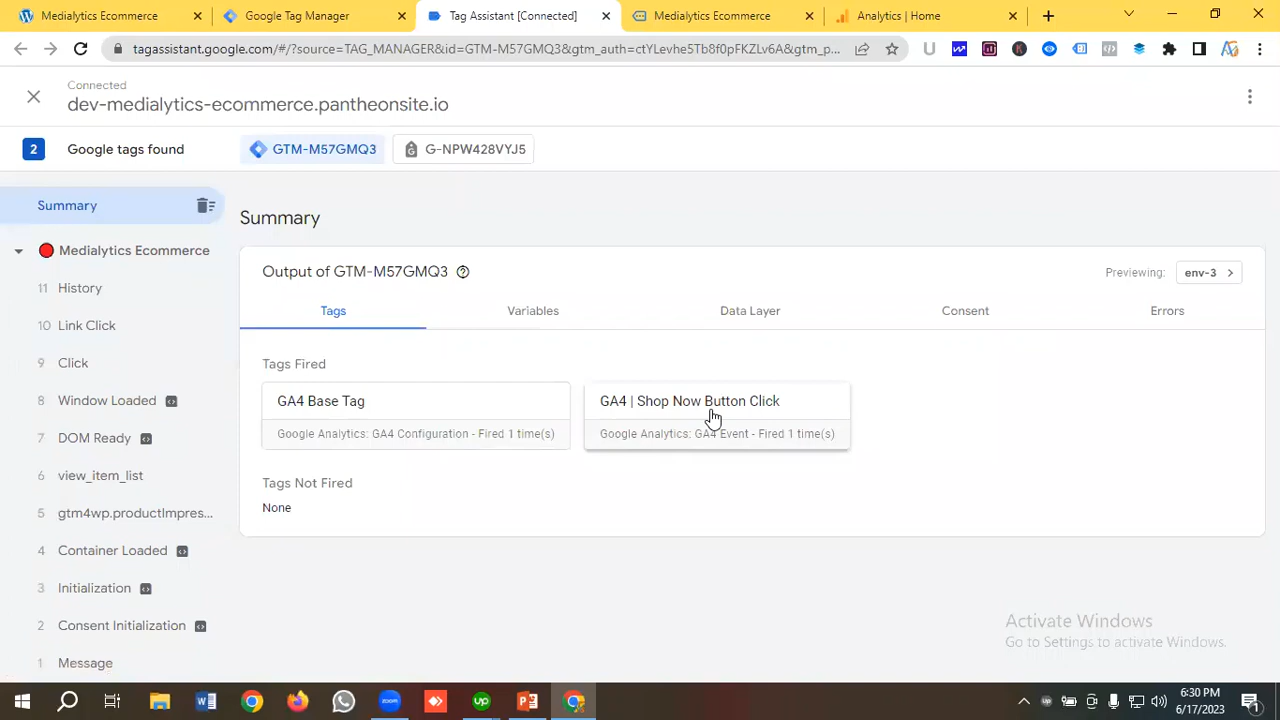 Medialytics Ecommerce
Google Tag Manager
Tag Assistant [Connected]
Medialytics Ecommerce
Analytics | Home
tagassistant.google.com/#/?source=TAG_MANAGER&id=GTM-M57GMQ3&gtm_auth=ctYLevhe5Tb8f0pFKZLv6A&gtm_p...
Connected
dev-medialytics-ecommerce.pantheonsite.io
2 Google tags found
GTM-M57GMQ3
G-NPW428VYJ5
Summary
Medialytics Ecommerce
11 History
10 Link Click
9 Click
8 Window Loaded
7 DOM Ready
6 view_item_list
5 gtm4wp.productImpres...
4 Container Loaded
3 Initialization
2 Consent Initialization
1 Message
Summary
Output of GTM-M57GMQ3
Previewing: env-3
Tags
Variables
Data Layer
Consent
Errors
Tags Fired
GA4 Base Tag
Google Analytics: GA4 Configuration - Fired 1 time(s)
GA4 | Shop Now Button Click
Google Analytics: GA4 Event - Fired 1 time(s)
Tags Not Fired
None
Activate Windows
Go to Settings to activate Windows.
zoom
up
6:30 PM
6/17/2023